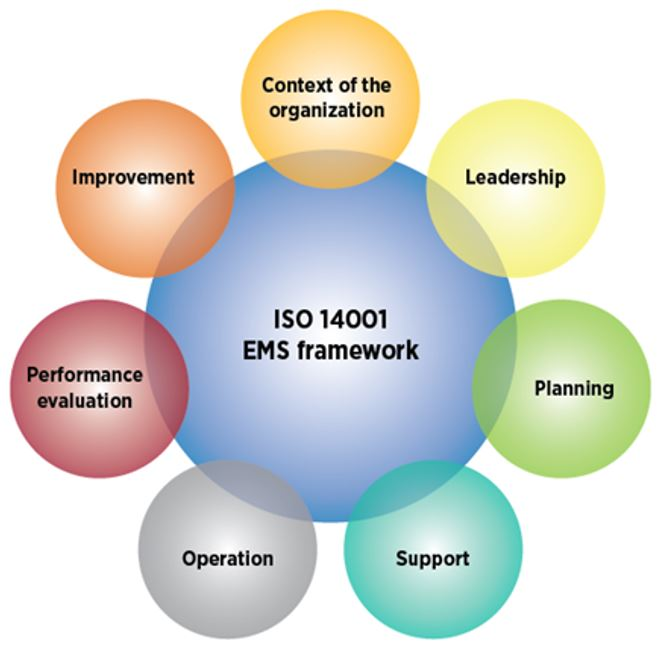 Context of the
organization
Leadership
Planning
Support
Operation
Performance
evaluation
Improvement
ISO 14001
EMS framework